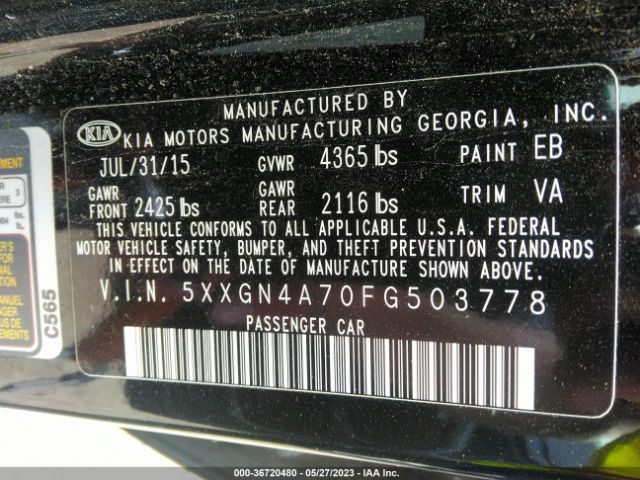 MANUFACTURED BY
KIA KIA MOTORS MANUFACTURING GEORGIA, INC.
JUL/31/15 GVWR 4365 lbs PAINT EB
GAWR FRONT 2425 lbs GAWR REAR 2116 lbs TRIM VA
THIS VEHICLE CONFORMS TO ALL APPLICABLE U.S.A. FEDERAL
MOTOR VEHICLE SAFETY, BUMPER, AND THEFT PREVENTION STANDARDS
IN EFFECT ON THE DATE OF MANUFACTURE SHOWN ABOVE.
V.I.N. 5XXGN4A70FG503778
PASSENGER CAR
C565
000-36720480 - 05/27/2023 - IAA Inc.